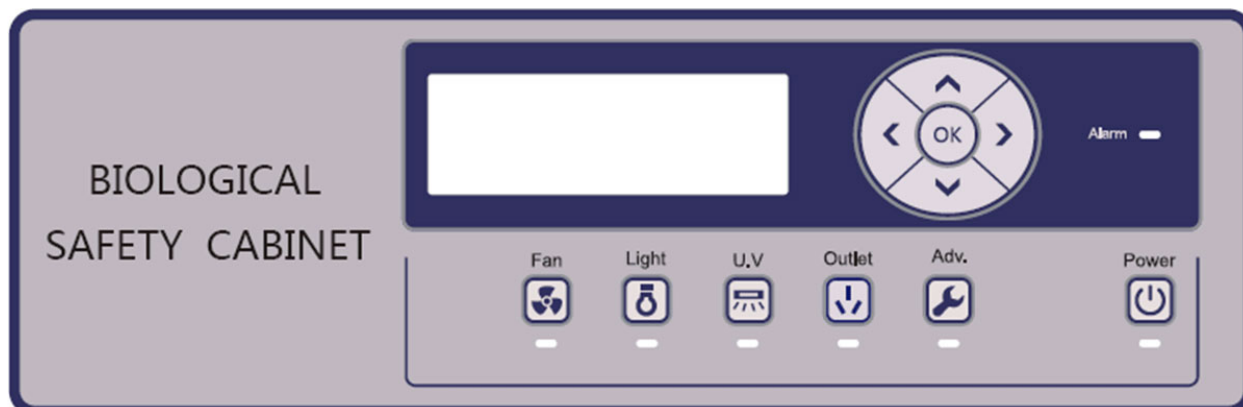 BIOLOGICAL
SAFETY CABINET
OK
Alarm
Fan Light U.V Outlet Adv. Power